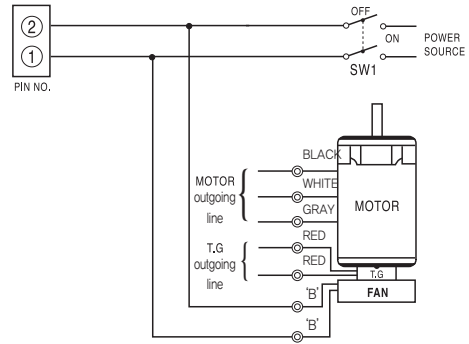 OFF
②
ON
POWER
SOURCE
①
SW1
PIN NO.
BLACK
MOTOR
outgoing
line
WHITE
GRAY
MOTOR
RED
T.G
outgoing
line
RED
T.G
'B'
FAN
'B'